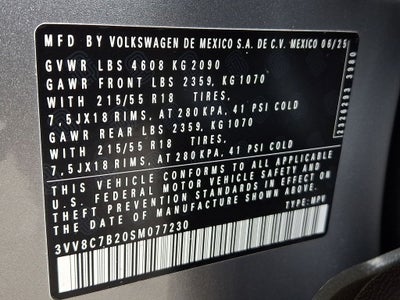 MFD BY VOLKSWAGEN DE MEXICO S.A. DE C.V. MEXICO 06/25
GVWR LBS 4608 KG2090
GAWR FRONT LBS 2359, KG1070
WITH 215/55 R18 TIRES,
7,5JX18 RIMS, AT 280KPA, 41 PSI COLD
GAWR REAR LBS 2359, KG1070
WITH 215/55 R18 TIRES,
7,5JX18 RIMS, AT 280KPA, 41 PSI COLD
THIS VEHICLE CONFORMS TO ALL APPLICABLE
U.S. FEDERAL MOTOR VEHICLE SAFETY AND
THEFT PREVENTION STANDARDS IN EFFECT ON
THE DATE OF MANUFACTURE SHOWN ABOVE.
3VV8C7B20SM077230 TYPE: MPV